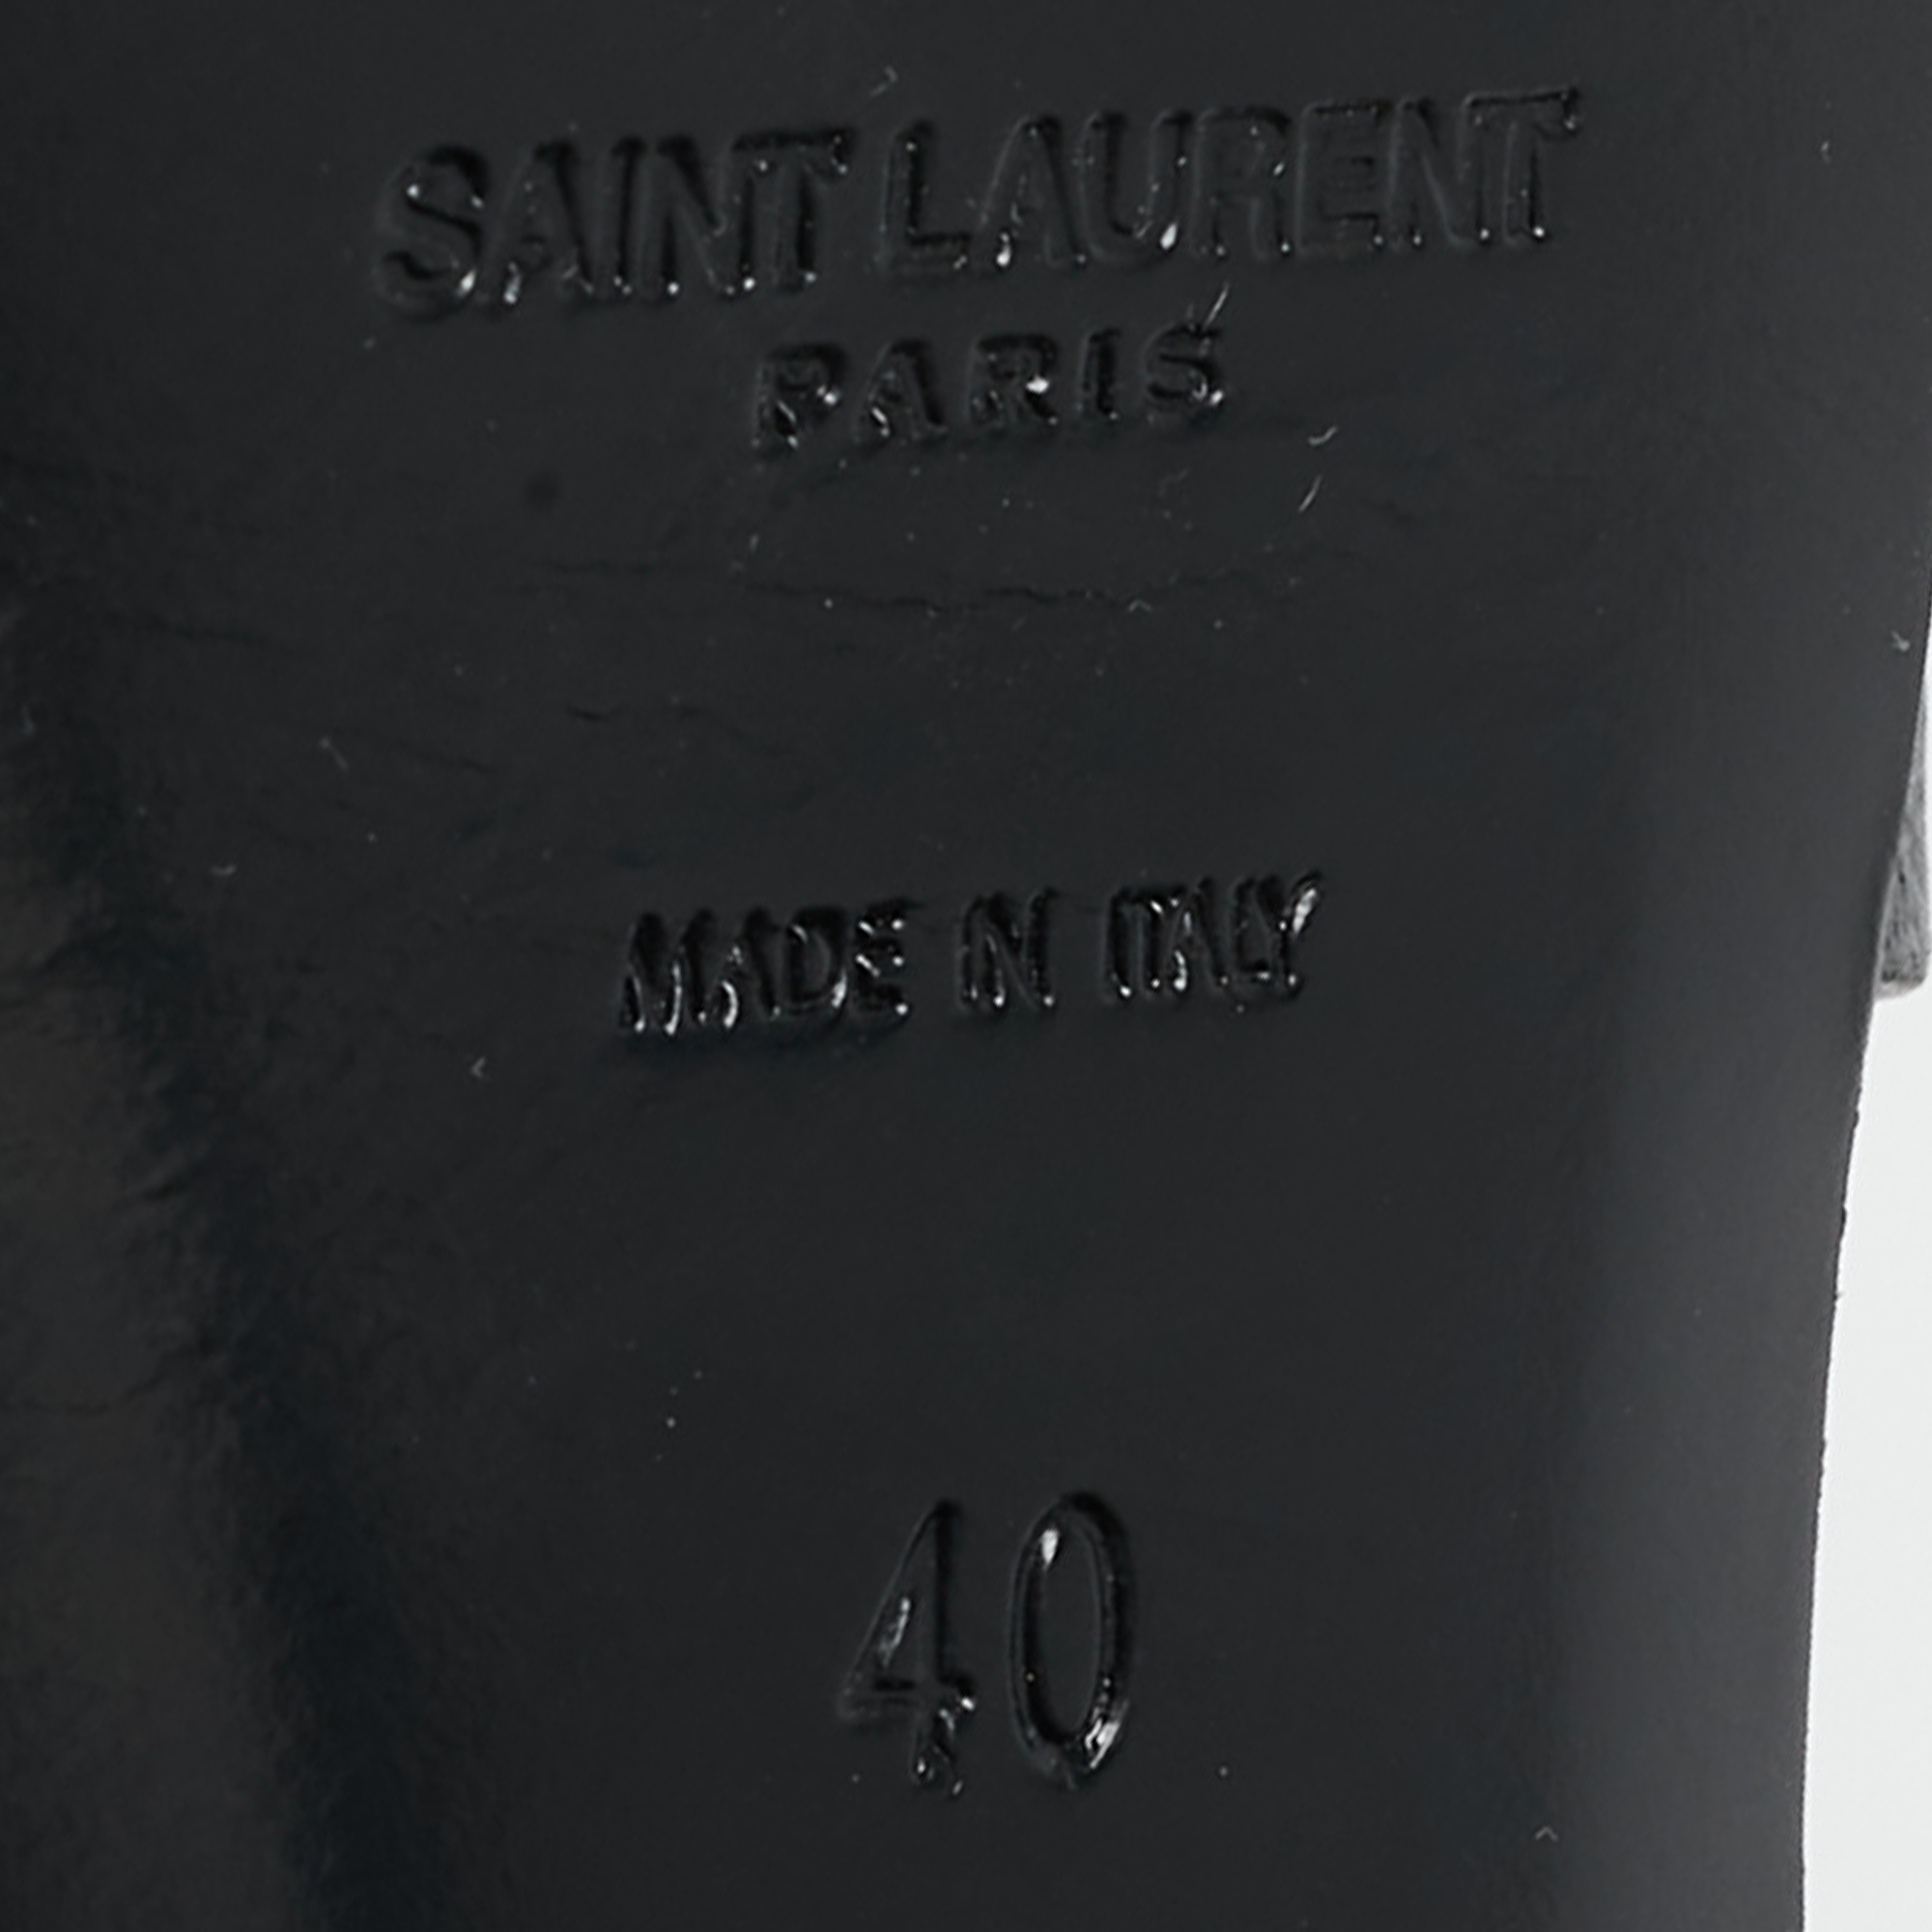 SAINT LAURENT
PARIS
MADE IN ITALY
40